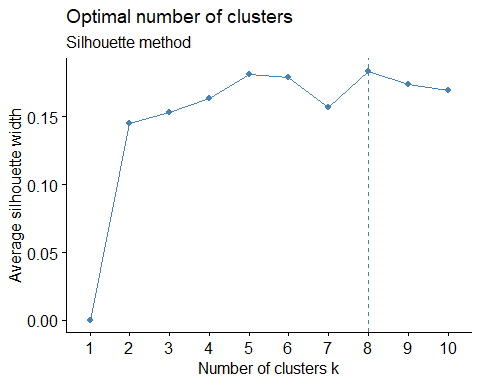 Optimal number of clusters
Silhouette method
Average silhouette width
0.15
0.10
0.05
0.00
1 2 3 4 5 6 7 8 9 10
Number of clusters k